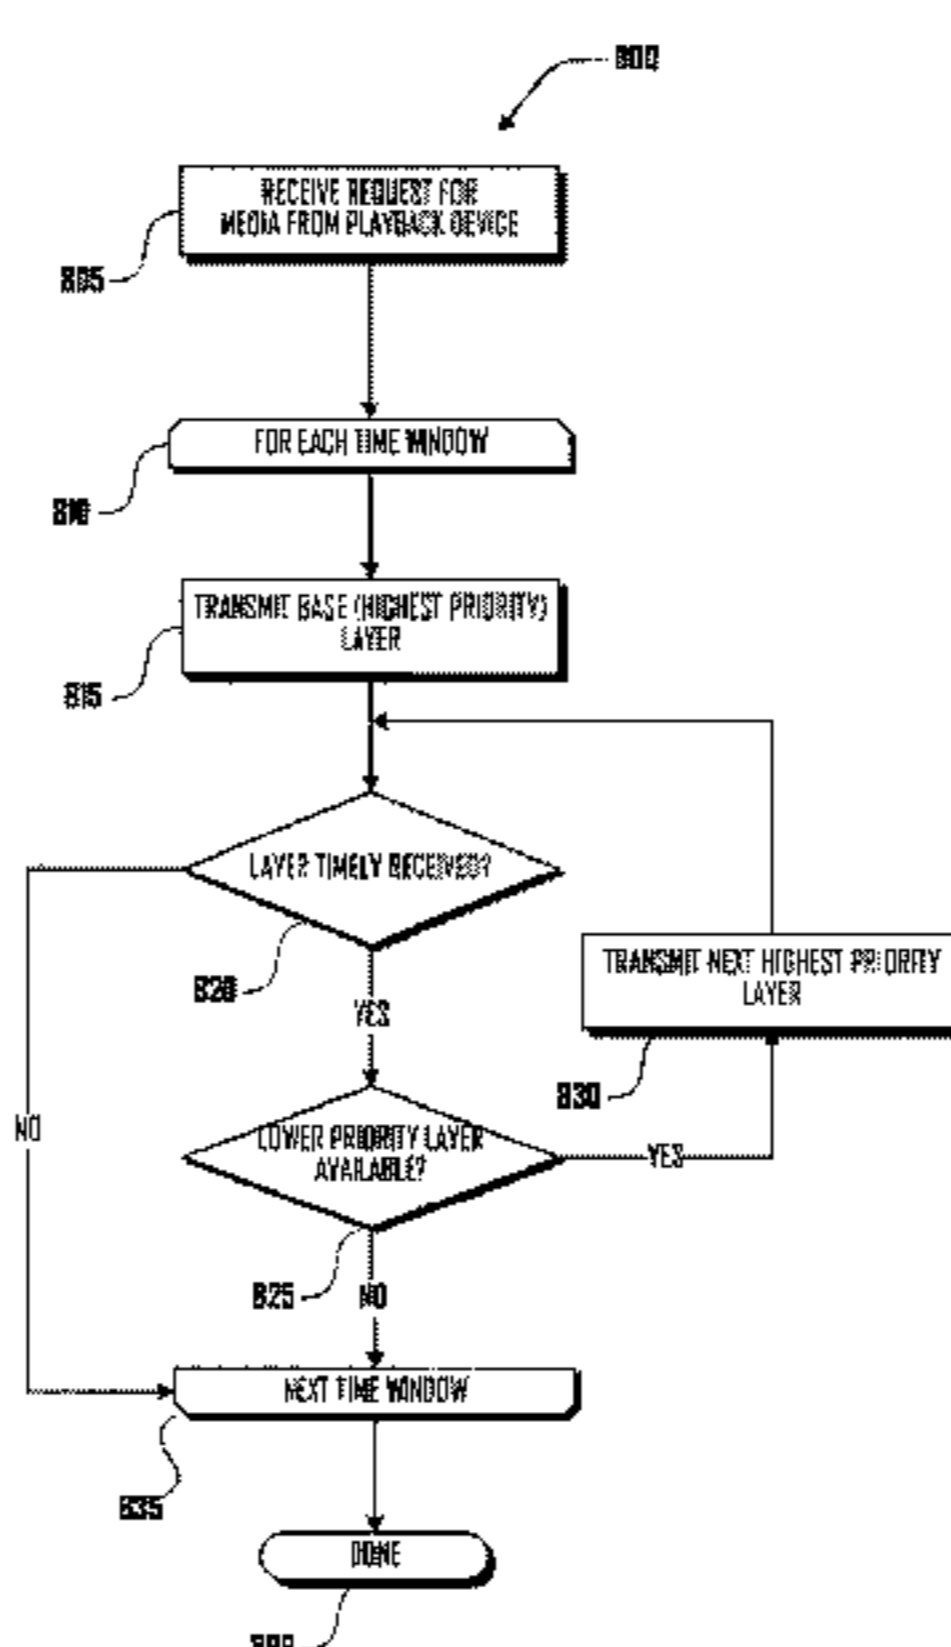 800
RECEIVE REQUEST FOR
MEDIA FROM PLAYBACK DEVICE
805
FOR EACH TIME WINDOW
810
TRANSMIT BASE (HIGHEST PRIORITY)
LAYER
815
LAYER TIMELY RECEIVED?
820
TRANSMIT NEXT HIGHEST PRIORITY
LAYER
YES
830
NO
LOWER PRIORITY LAYER
AVAILABLE?
YES
825
NO
NEXT TIME WINDOW
835
DONE